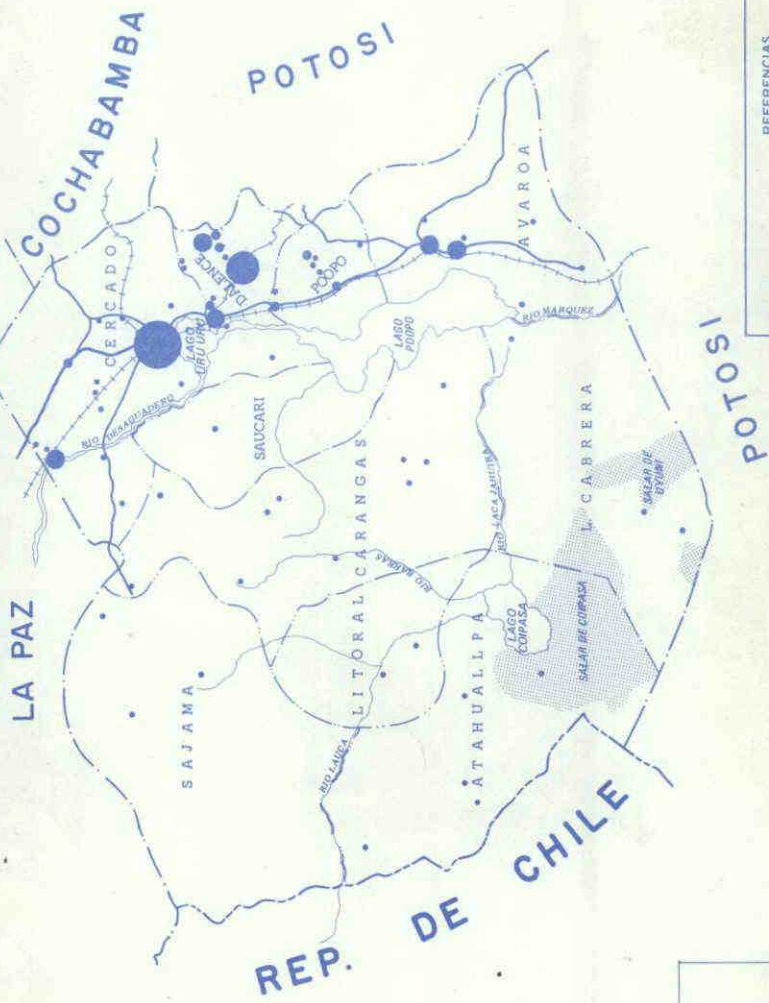 COCHABAMBA
POTOSI
LA PAZ
CERCADO
DALENCE
POOPO
AVAROA
LAGO
URU URU
RIO DESAGUADERO
SAUCARI
LAGO
POOPO
RIO MARQUEZ
SAJAMA
LITORAL CARANGAS
RIO LACA JAHUIRA
RIO BARRAS
RIO LAUCA
ATAHUALLPA
LAGO
COIPASA
L. CABRERA
SALAR DE
UYUNI
SALAR DE COIPASA
REP. DE CHILE
POTOSI
REFERENCIAS